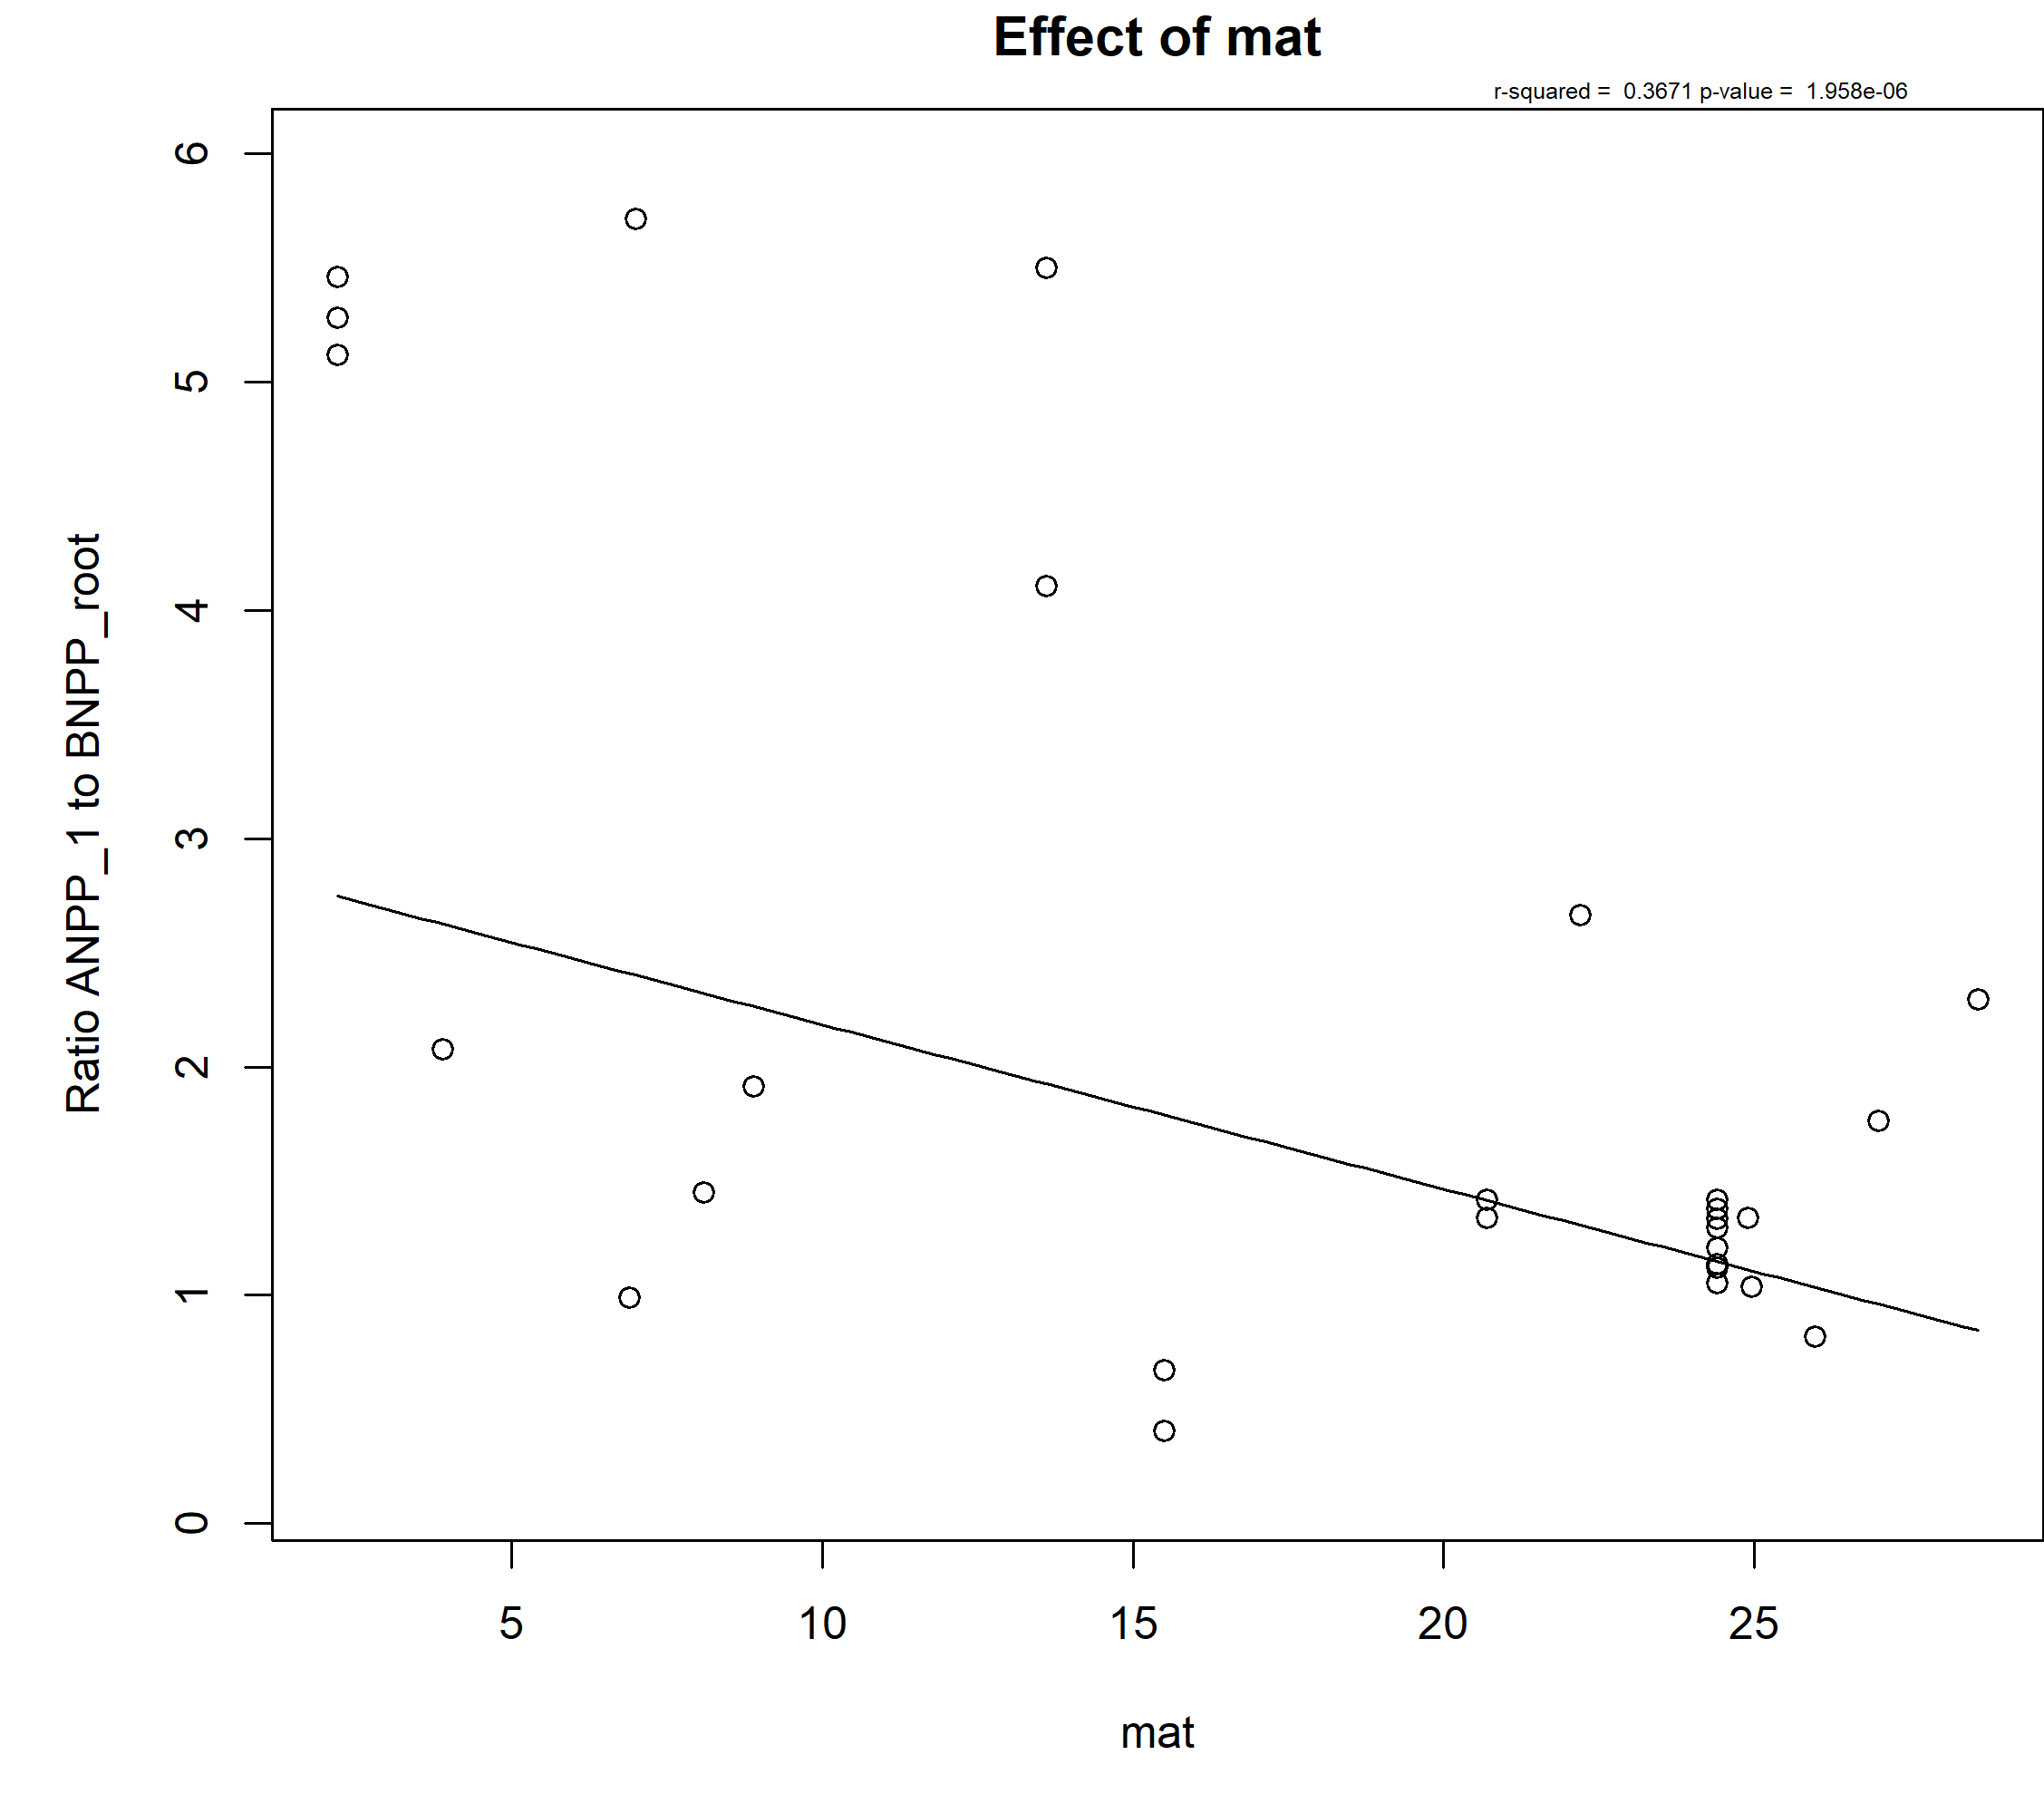 Effect of mat
r-squared =  0.3671 p-value =  1.958e-06
Ratio ANPP_1 to BNPP_root
6
5
4
3
2
1
0
5 10 15 20 25
mat